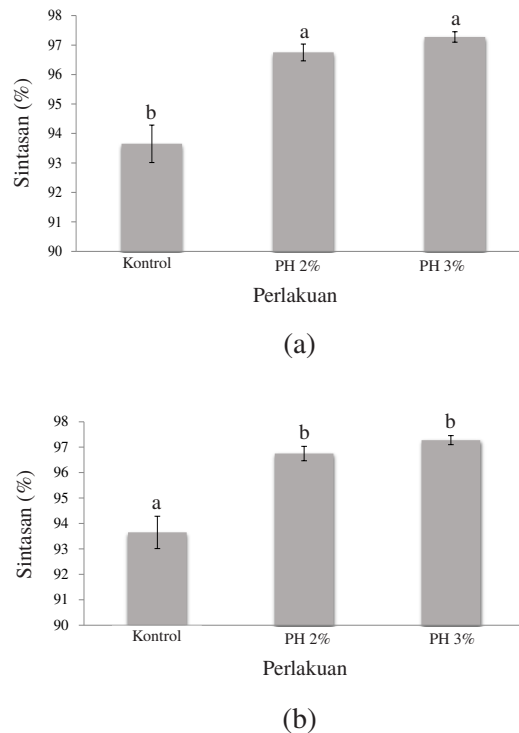 98
97
96
95
94
93
92
91
90
Sintasan (%)
b
a
a
Kontrol
PH 2%
PH 3%
Perlakuan
(a)
98
97
96
95
94
93
92
91
90
Sintasan (%)
a
b
b
Kontrol
PH 2%
PH 3%
Perlakuan
(b)